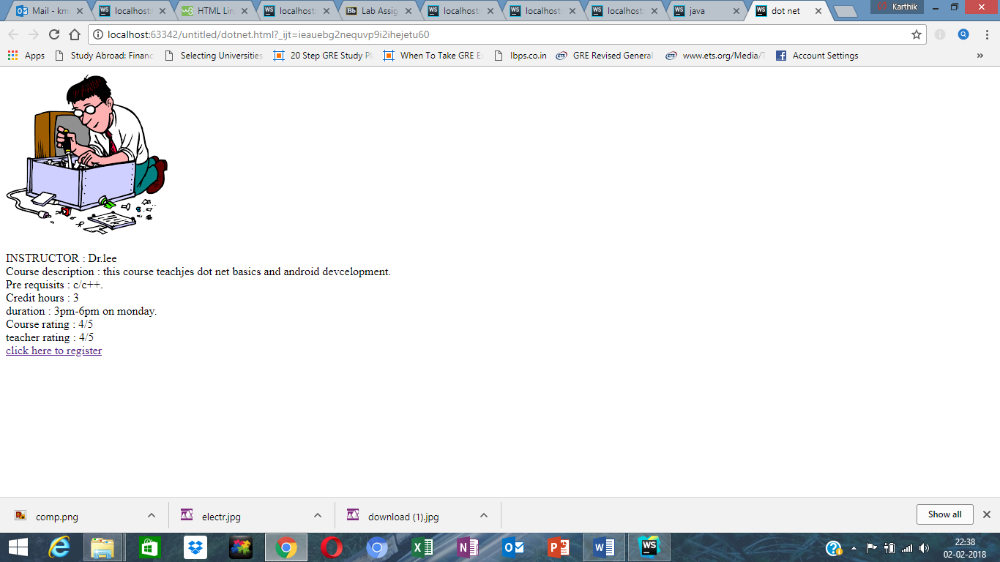 Mail - km
localhost:
HTML Lin
localhost:
Lab Assig
localhost:
localhost:
localhost:
java
dot net
Karthik
localhost:63342/untitled/dotnet.html?_ijt=ieauebg2nequvp9i2ihejetu60
Apps
Study Abroad: Financ
Selecting Universities
20 Step GRE Study Pl
When To Take GRE E
Ibps.co.in
GRE Revised General
www.ets.org/Media/T
Account Settings
»
INSTRUCTOR : Dr.lee
Course description : this course teachjes dot net basics and android devcelopment.
Pre requisits : c/c++.
Credit hours : 3
duration : 3pm-6pm on monday.
Course rating : 4/5
teacher rating : 4/5
click here to register
comp.png
electr.jpg
download (1).jpg
Show all
22:38
02-02-2018